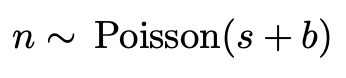 n ∼ Poisson(s + b)